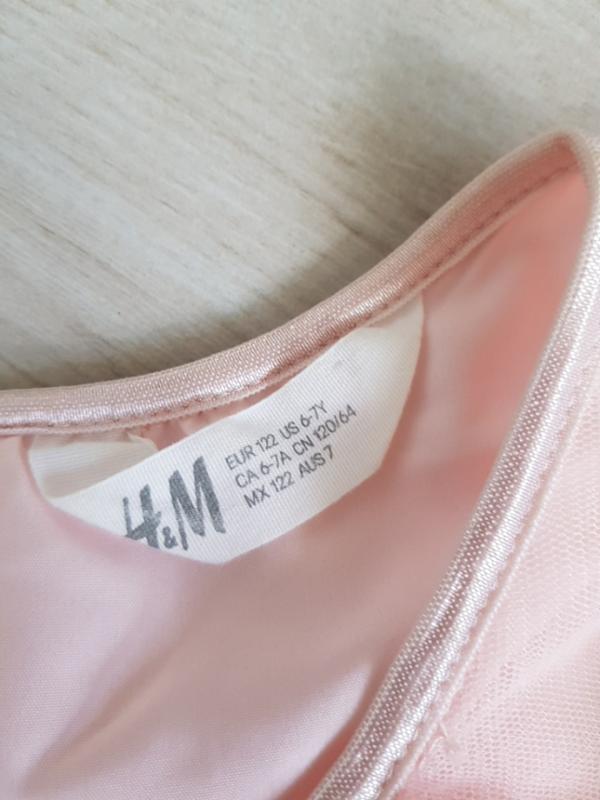 H&M
EUR 122 US 6-7Y
CA 6-7A CN 120/64
MX 122 AUS 7